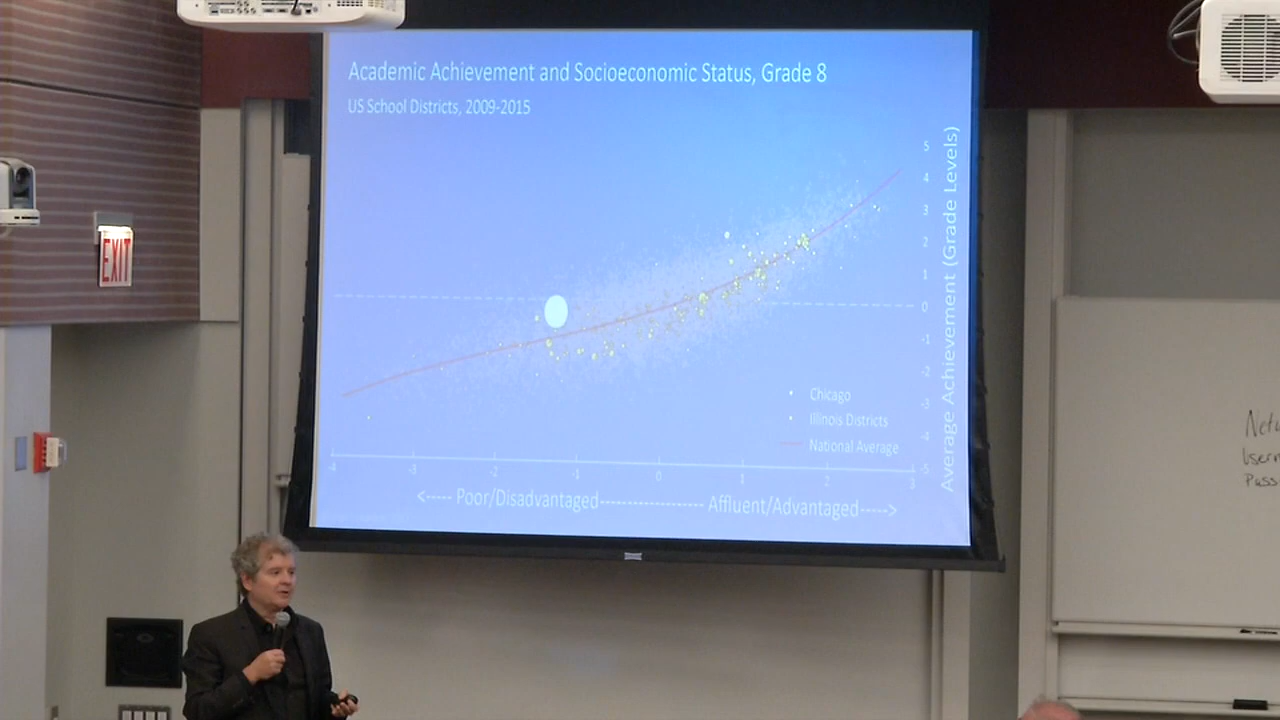 Academic Achievement and Socioeconomic Status, Grade 8
US School Districts, 2009-2015
EXIT
5
4
3
2
1
0
-1
-2
-3
-4
-5
Average Achievement (Grade Levels)
Chicago
Illinois Districts
National Average
-4 -3 -2 -1 0 1 2 3
<---- Poor/Disadvantaged------------------- Affluent/Advantaged---->